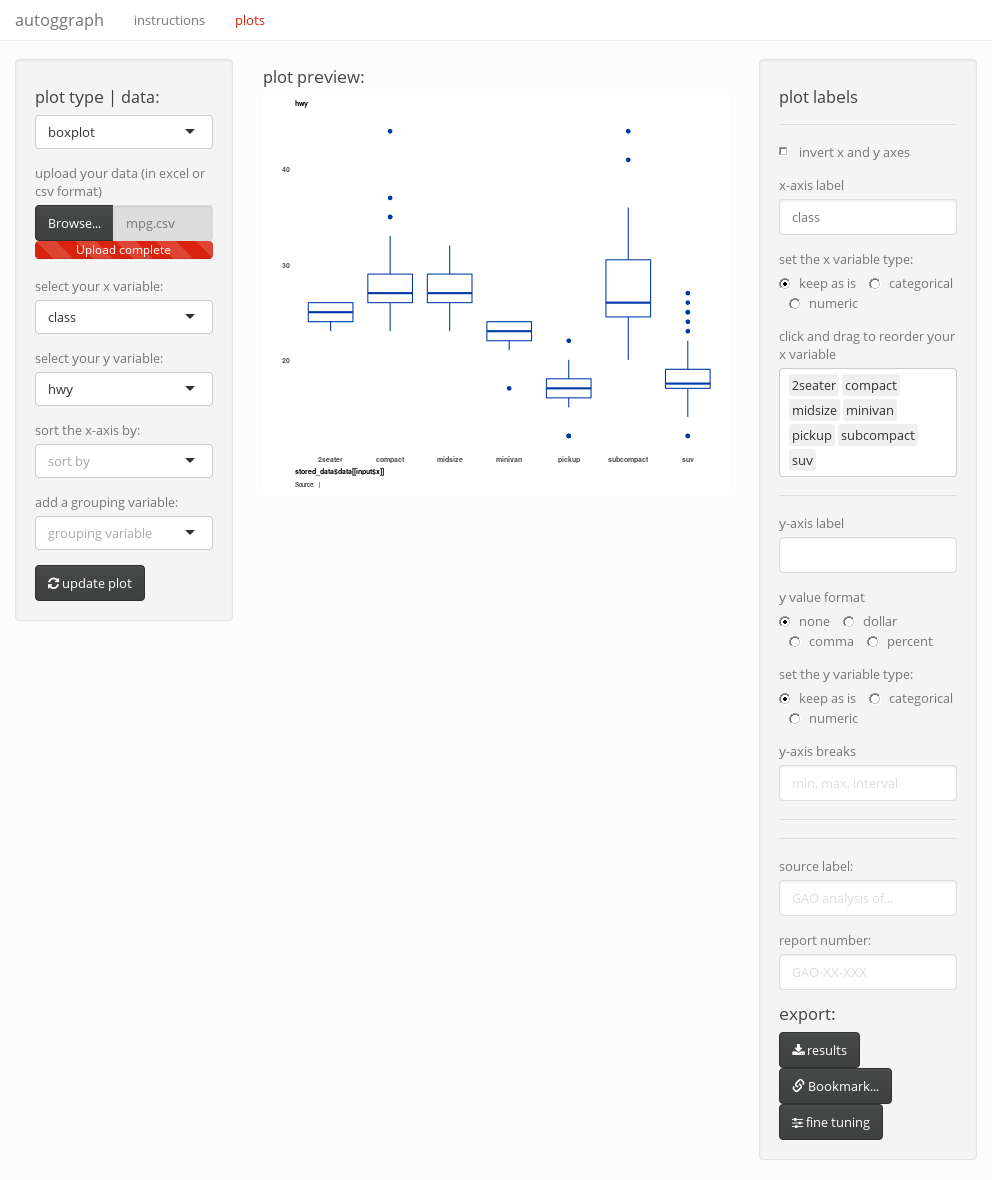 autoggraph instructions plots
plot type | data:
boxplot
upload your data (in excel or
csv format)
Browse... mpg.csv
Upload complete
select your x variable:
class
select your y variable:
hwy
sort the x-axis by:
sort by
add a grouping variable:
grouping variable
update plot
plot preview:
hwy
40
30
20
2seater compact midsize minivan pickup subcompact suv
stored_data$data[[input$x]]
Source: |
plot labels
invert x and y axes
x-axis label
class
set the x variable type:
keep as is categorical
numeric
click and drag to reorder your
x variable
2seater compact
midsize minivan
pickup subcompact
suv
y-axis label
y value format
none dollar
comma percent
set the y variable type:
keep as is categorical
numeric
y-axis breaks
min, max, interval
source label:
GAO analysis of...
report number:
GAO-XX-XXX
export:
results
Bookmark...
fine tuning